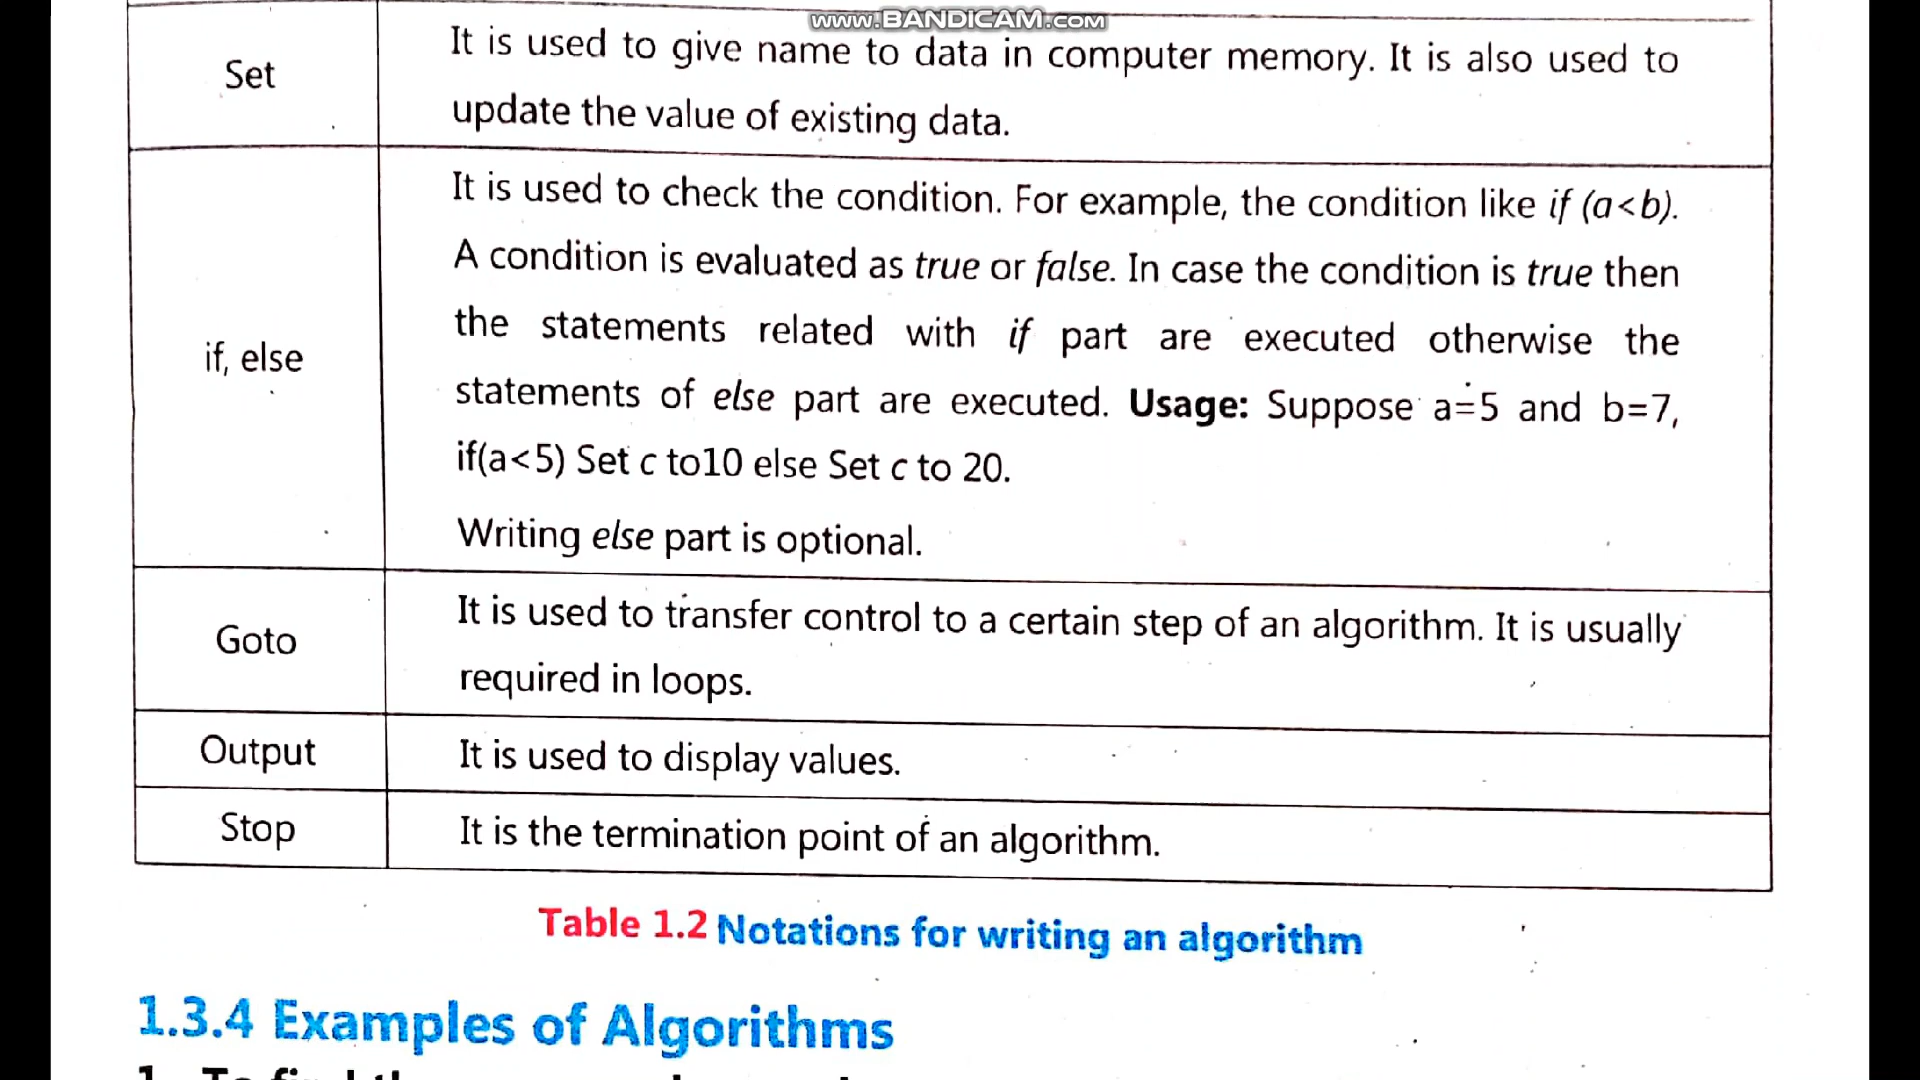 www.BANDICAM.com
Set
It is used to give name to data in computer memory. It is also used to
update the value of existing data.
if, else
It is used to check the condition. For example, the condition like if (a<b).
A condition is evaluated as true or false. In case the condition is true then
the statements related with if part are executed otherwise the
statements of else part are executed. Usage: Suppose a=5 and b=7,
if(a<5) Set c to10 else Set c to 20.
Writing else part is optional.
Goto
It is used to transfer control to a certain step of an algorithm. It is usually
required in loops.
Output
It is used to display values.
Stop
It is the termination point of an algorithm.
Table 1.2 Notations for writing an algorithm
1.3.4 Examples of Algorithms